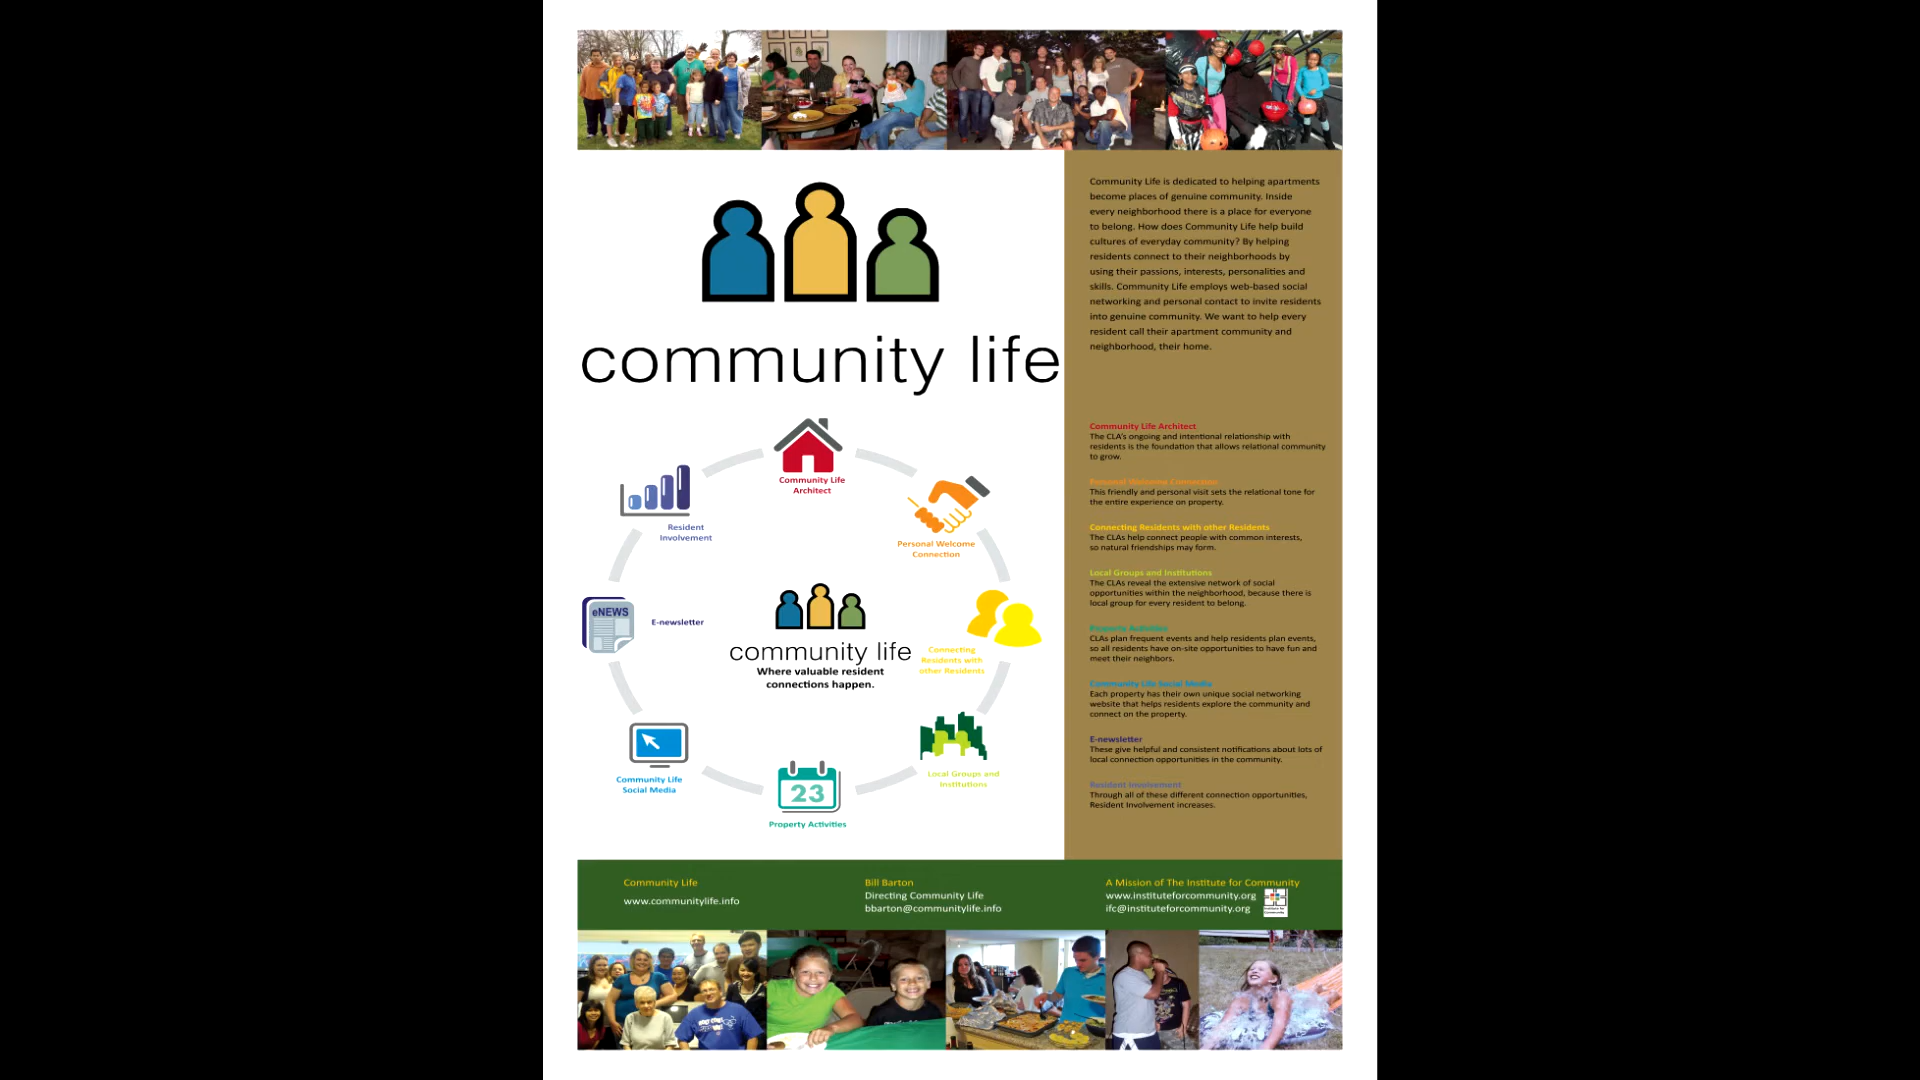 community life
Community Life is dedicated to helping apartments
become places of genuine community. Inside
every neighborhood there is a place for everyone
to belong. How does Community Life help build
cultures of everyday community? By helping
residents connect to their neighborhoods by
using their passions, interests, personalities and
skills. Community Life employs web-based social
networking and personal contact to invite residents
into genuine community. We want to help every
resident call their apartment community and
neighborhood, their home.
Community Life
Architect
Personal Welcome
Connection
Connecting
Residents with
other Residents
Local Groups and
Institutions
23
Property Activities
Community Life
Social Media
eNEWS
E-newsletter
Resident
Involvement
community life
Where valuable resident
connections happen.
Community Life Architect
The CLA's ongoing and intentional relationship with
residents is the foundation that allows relational community
to grow.
Personal Welcome Connection
This friendly and personal visit sets the relational tone for
the entire experience on property.
Connecting Residents with other Residents
The CLAs help connect people with common interests,
so natural friendships may form.
Local Groups and Institutions
The CLAs reveal the extensive network of social
opportunities within the neighborhood, because there is
local group for every resident to belong.
Property Activities
CLAs plan frequent events and help residents plan events,
so all residents have on-site opportunities to have fun and
meet their neighbors.
Community Life Social Media
Each property has their own unique social networking
website that helps residents explore the community and
connect on the property.
E-newsletter
These give helpful and consistent notifications about lots of
local connection opportunities in the community.
Resident Involvement
Through all of these different connection opportunities,
Resident Involvement increases.
Community Life
www.communitylife.info
Bill Barton
Directing Community Life
bbarton@communitylife.info
A Mission of The Institute for Community
www.instituteforcommunity.org
ifc@instituteforcommunity.org
Institute for
Community